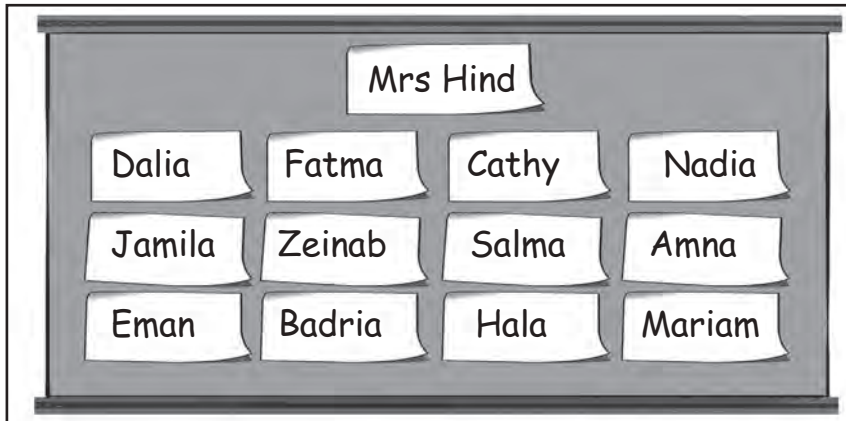 Mrs Hind
Dalia Fatma Cathy Nadia
Jamila Zeinab Salma Amna
Eman Badria Hala Mariam